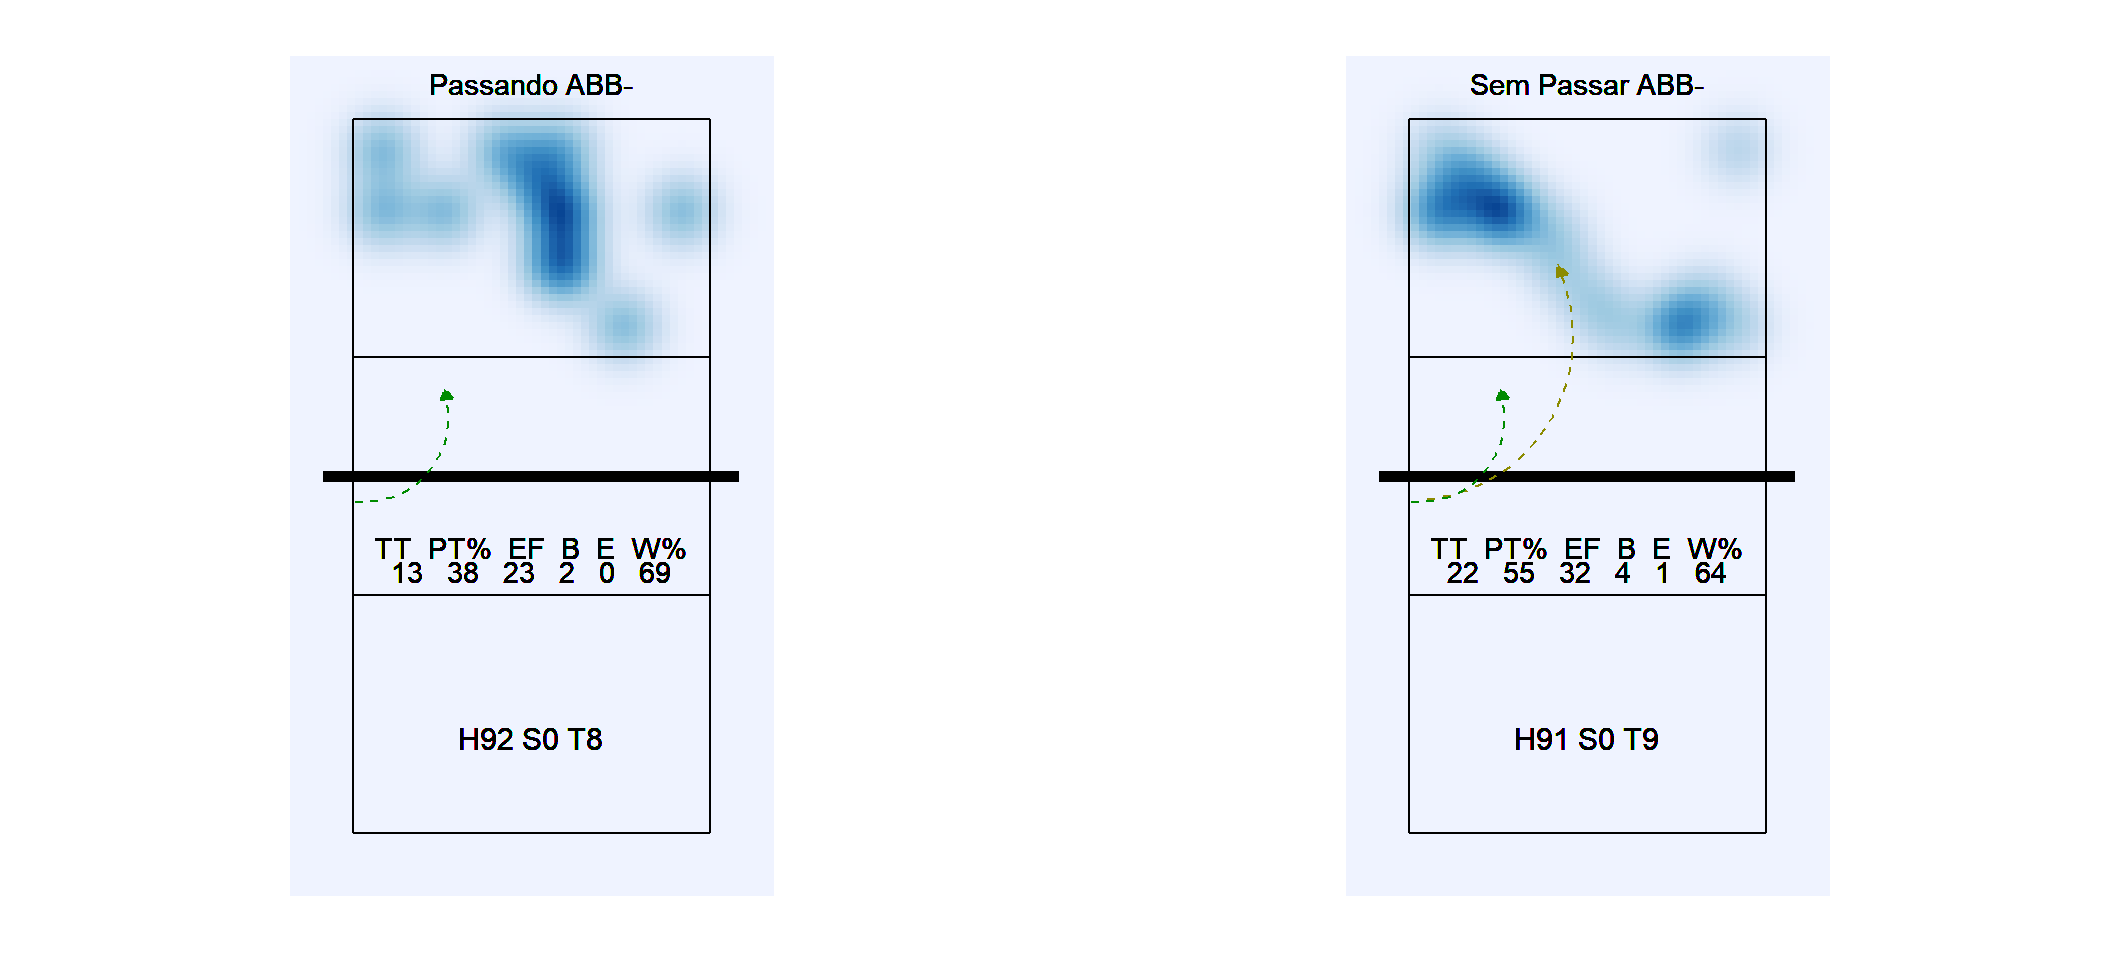 Passando ABB-
TT PT% EF B E W%
13 38 23 2 0 69
H92 S0 T8
Sem Passar ABB-
TT PT% EF B E W%
22 55 32 4 1 64
H91 S0 T9